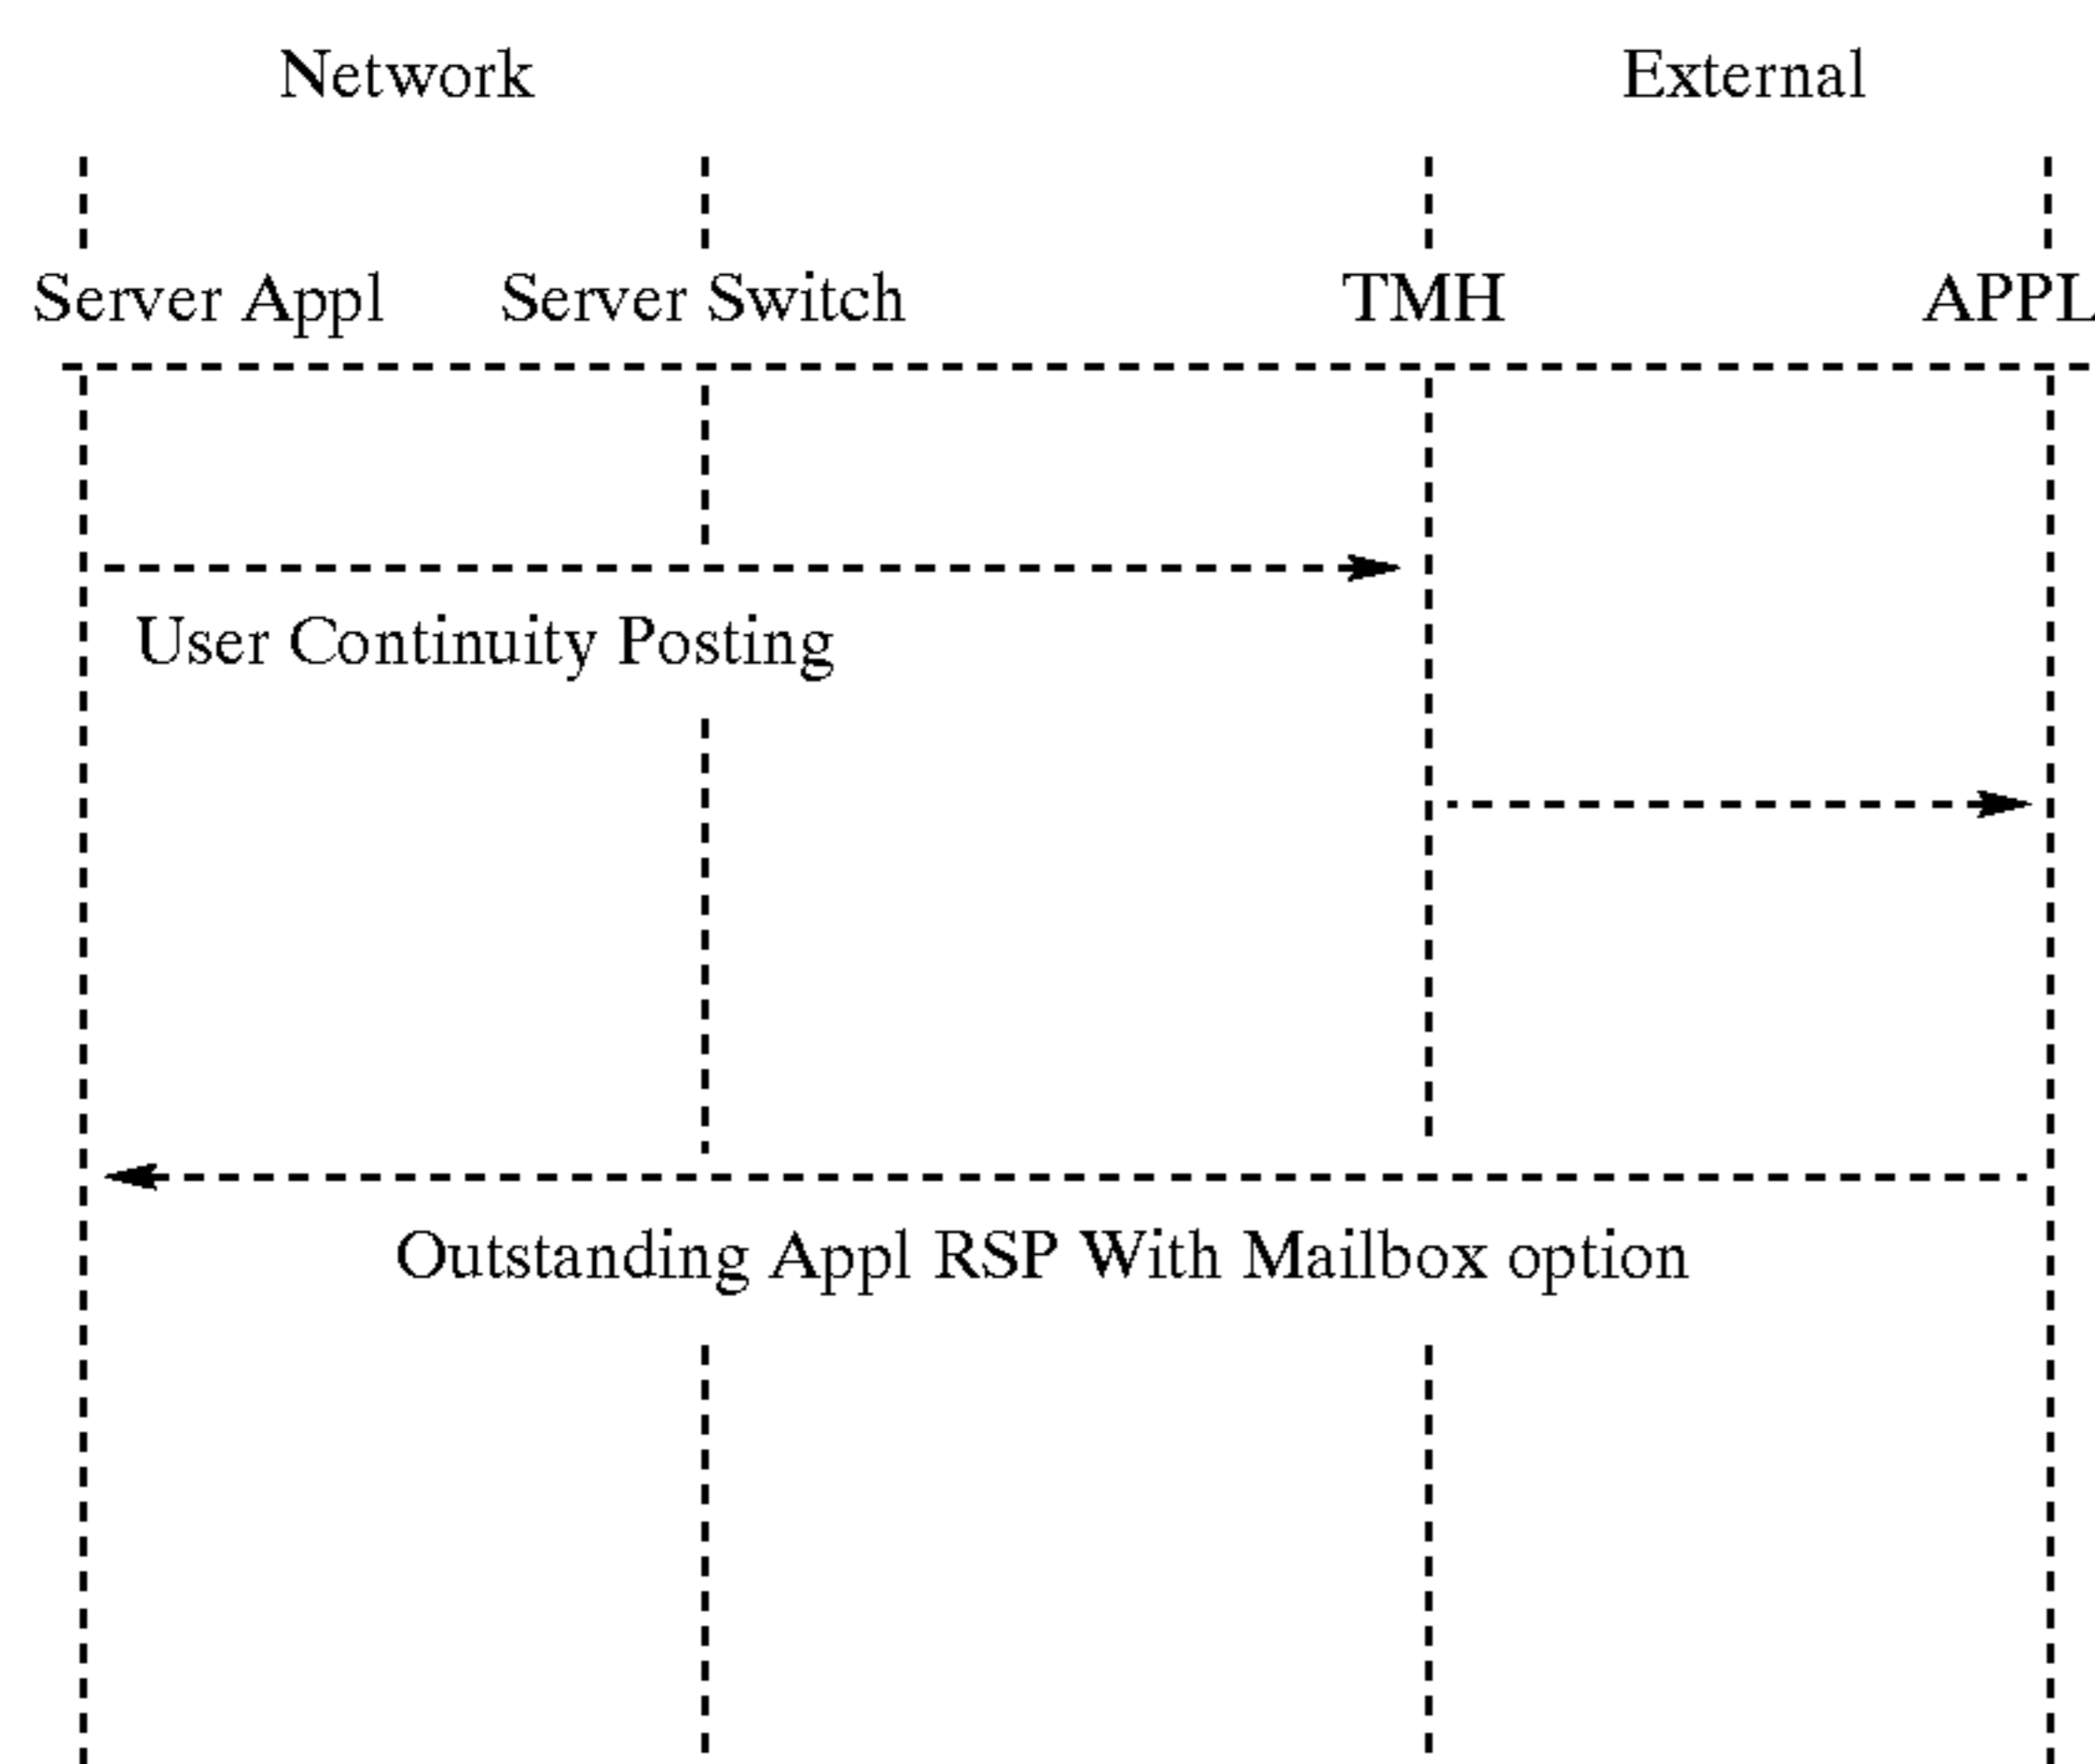 Network External
Server Appl Server Switch TMH APPL
User Continuity Posting
Outstanding Appl RSP With Mailbox option